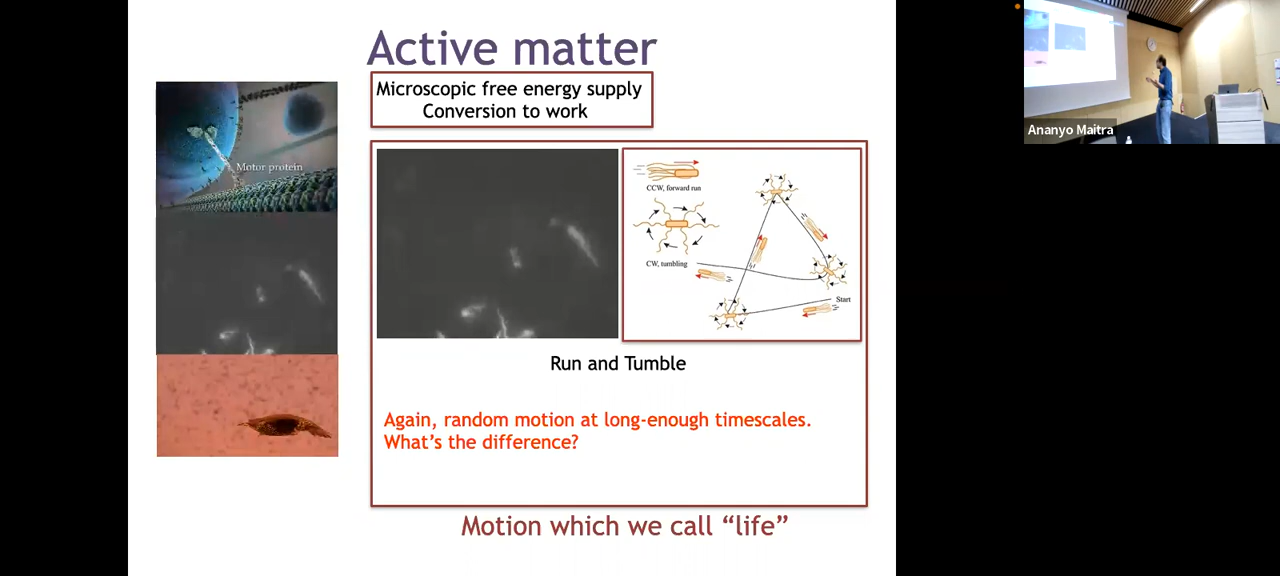 Active matter
Microscopic free energy supply
Conversion to work
Motor protein
CCW, forward run
CW, tumbling
Start
Run and Tumble
Again, random motion at long-enough timescales.
What's the difference?
Motion which we call “life”
Ananyo Maitra